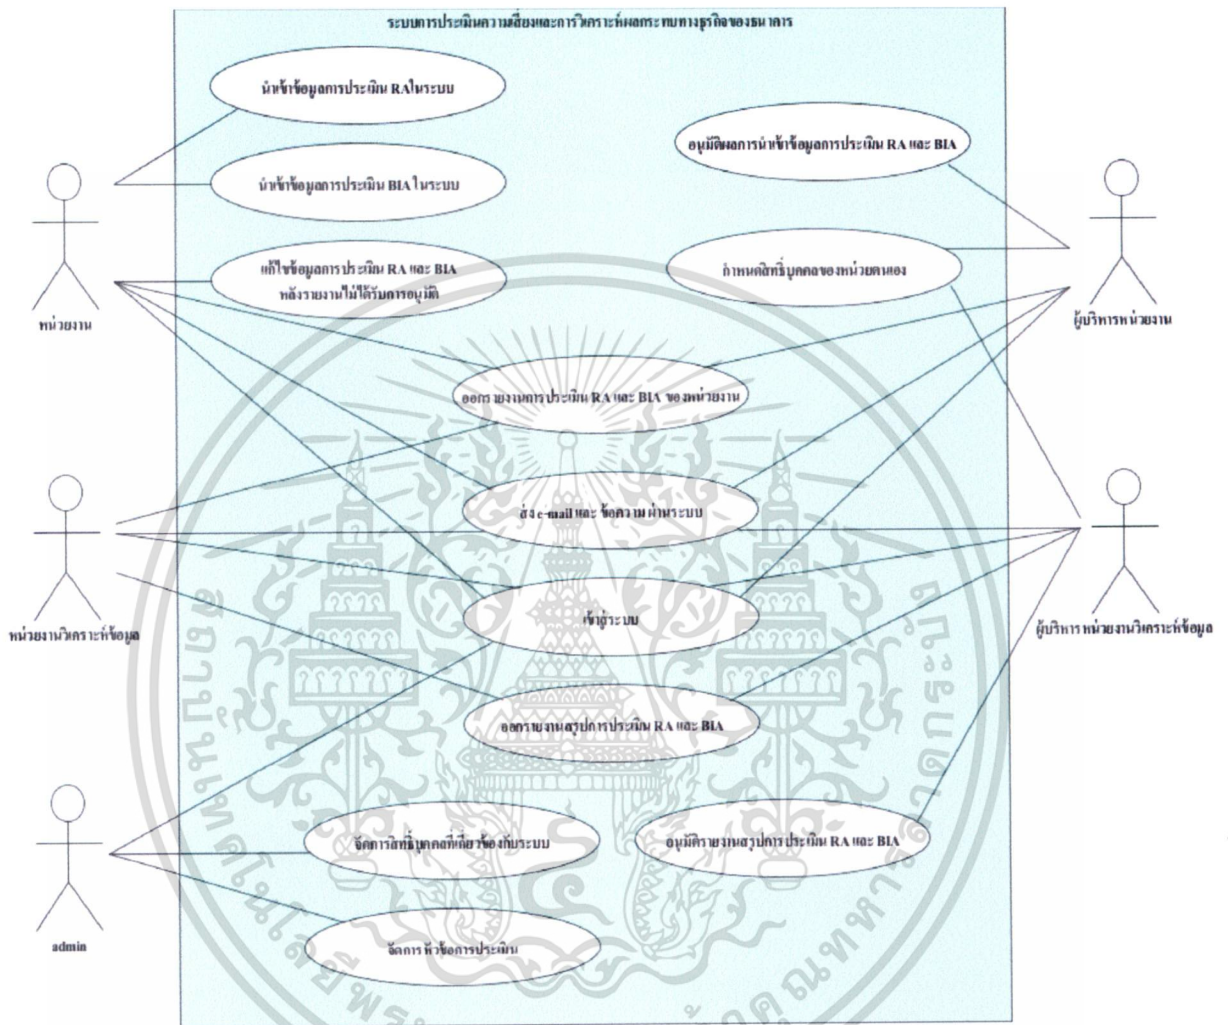 ระบบการประเมินความเสี่ยงและการวิเคราะห์ผลกระทบทางธุรกิจของธนาคาร
นำเข้าข้อมูลการประเมิน RA ในระบบ
อนุมัติผลการนำเข้าข้อมูลการประเมิน RA และ BIA
นำเข้าข้อมูลการประเมิน BIA ในระบบ
แก้ไขข้อมูลการประเมิน RA และ BIA
หลังรายงานไม่ได้รับการอนุมัติ
กำหนดสิทธิ์บุคคลของหน่วยตนเอง
หน่วยงาน
ผู้บริหารหน่วยงาน
ออกรายงานการประเมิน RA และ BIA ของหน่วยงาน
ส่ง e-mail และ ข้อความ ผ่านระบบ
เข้าสู่ระบบ
หน่วยงานวิเคราะห์ข้อมูล
ผู้บริหารหน่วยงานวิเคราะห์ข้อมูล
ออกรายงานสรุปการประเมิน RA และ BIA
จัดการสิทธิ์บุคคลที่เกี่ยวข้องกับระบบ
อนุมัติรายงานสรุปการประเมิน RA และ BIA
admin
จัดการหัวข้อการประเมิน